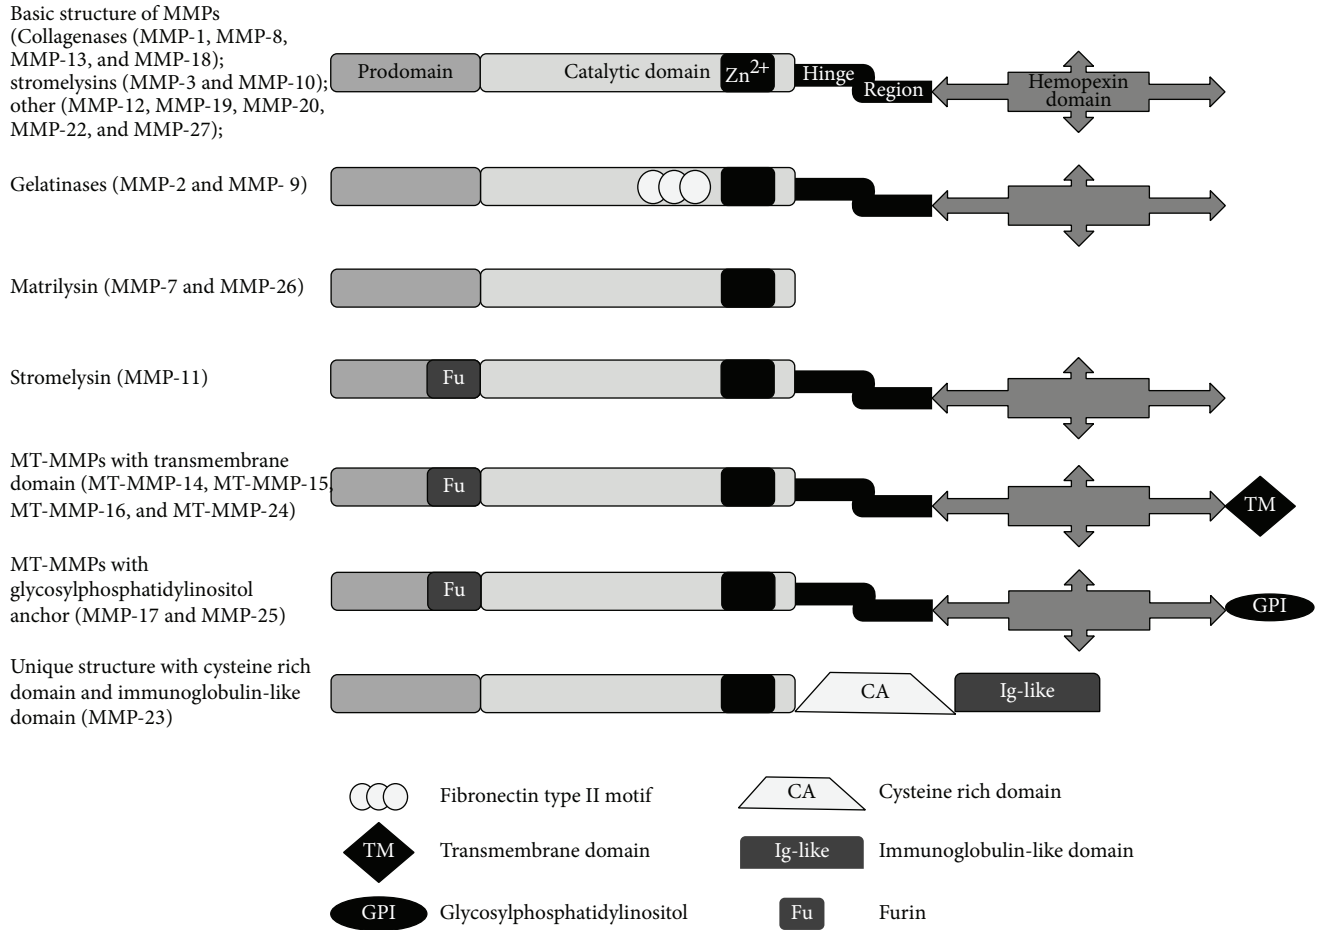 Basic structure of MMPs
(Collagenases (MMP-1, MMP-8,
MMP-13, and MMP-18);
stromelysins (MMP-3 and MMP-10);
other (MMP-12, MMP-19, MMP-20,
MMP-22, and MMP-27);
Prodomain
Catalytic domain
Zn2+
Hinge
Region
Hemopexin
domain
Gelatinases (MMP-2 and MMP- 9)
Matrilysin (MMP-7 and MMP-26)
Stromelysin (MMP-11)
Fu
MT-MMPs with transmembrane
domain (MT-MMP-14, MT-MMP-15,
MT-MMP-16, and MT-MMP-24)
Fu
TM
MT-MMPs with
glycosylphosphatidylinositol
anchor (MMP-17 and MMP-25)
Fu
GPI
Unique structure with cysteine rich
domain and immunoglobulin-like
domain (MMP-23)
CA
Ig-like
Fibronectin type II motif
CA
Cysteine rich domain
TM
Transmembrane domain
Ig-like
Immunoglobulin-like domain
GPI
Glycosylphosphatidylinositol
Fu
Furin